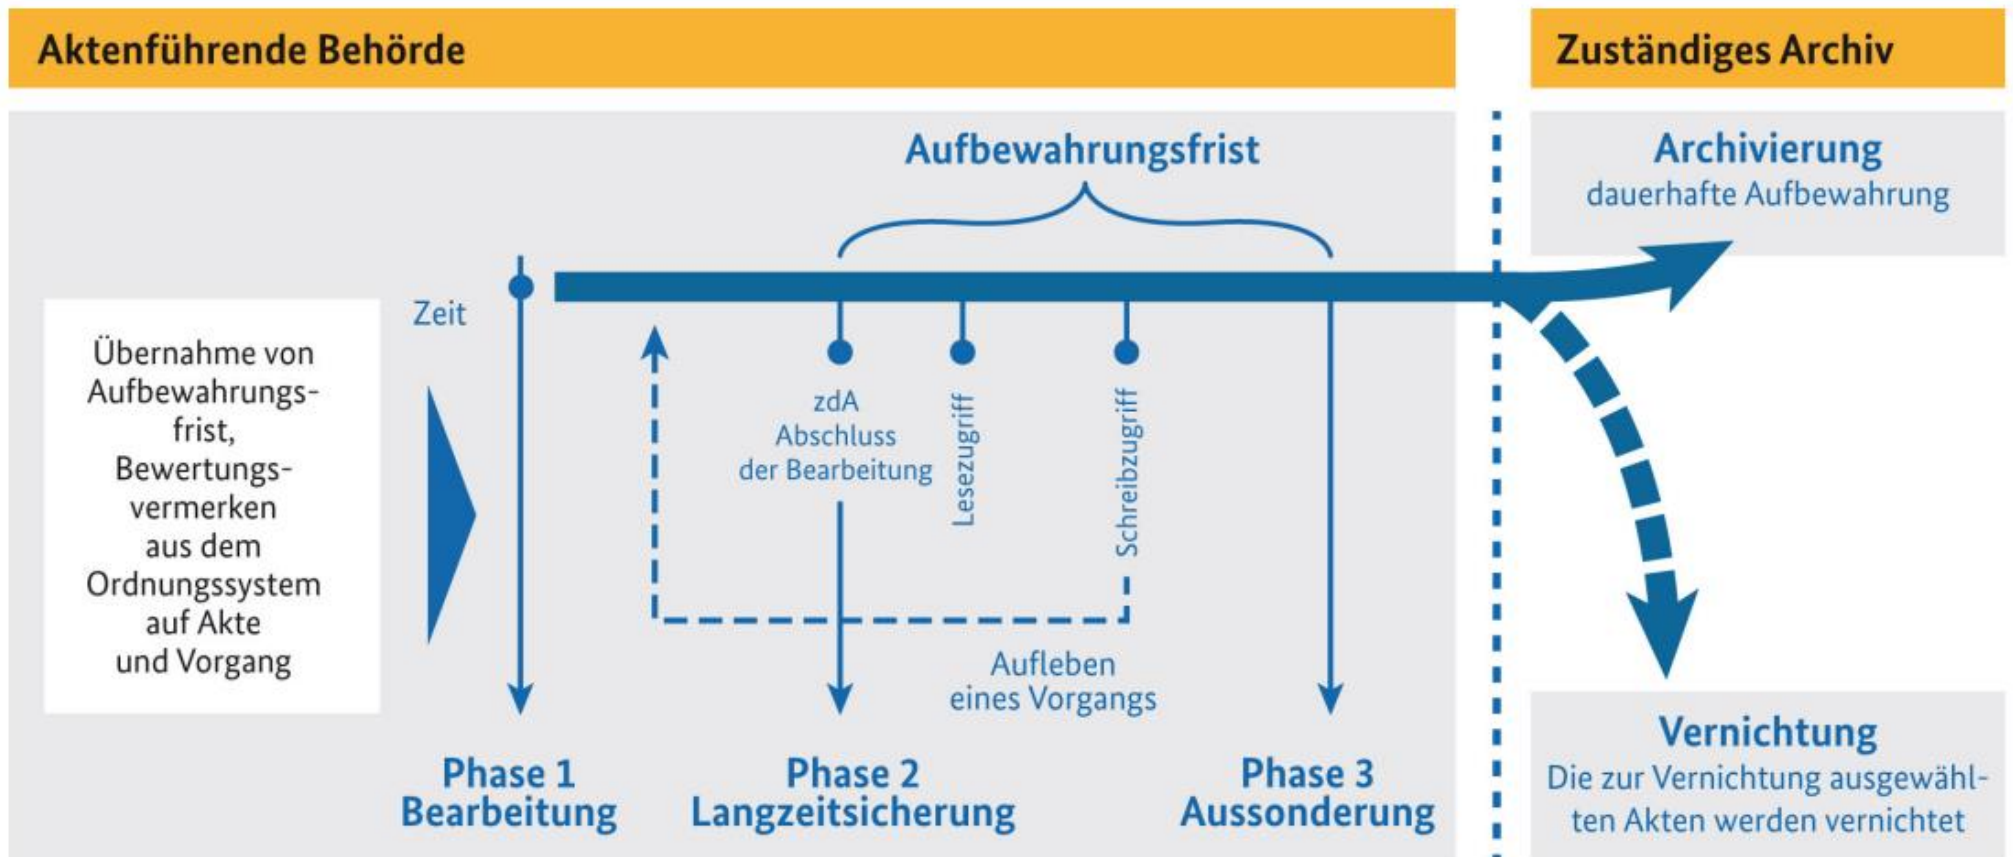 Aktenführende Behörde
Zuständiges Archiv
Aufbewahrungsfrist
Archivierung
dauerhafte Aufbewahrung
Zeit
Übernahme von
Aufbewahrungs-
frist,
Bewertungs-
vermerken
aus dem
Ordnungssystem
auf Akte
und Vorgang
zdA
Abschluss
der Bearbeitung
Lesezugriff
Schreibzugriff
Aufleben
eines Vorgangs
Phase 1
Bearbeitung
Phase 2
Langzeitsicherung
Phase 3
Aussonderung
Vernichtung
Die zur Vernichtung ausgewähl-
ten Akten werden vernichtet